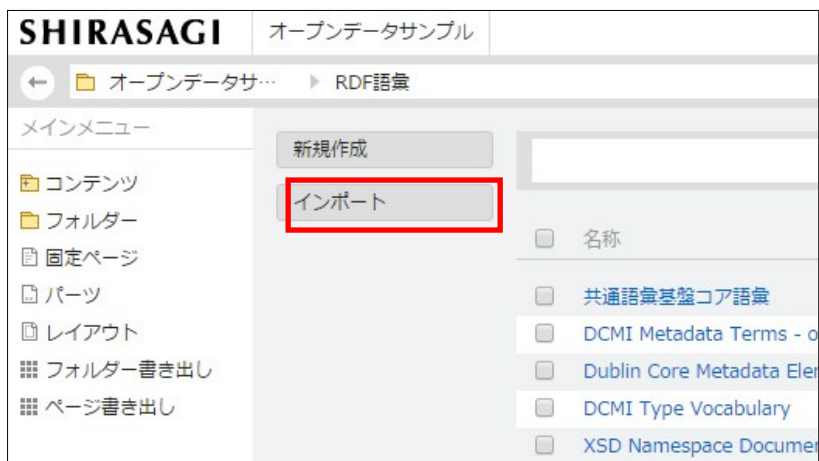 SHIRASAGI オープンデータサンプル
オープンデータサ… RDF語彙
メインメニュー
コンテンツ
フォルダー
固定ページ
パーツ
レイアウト
フォルダー書き出し
ページ書き出し
新規作成
インポート
名称
共通語彙基盤コア語彙
DCMI Metadata Terms - o
Dublin Core Metadata Eler
DCMI Type Vocabulary
XSD Namespace Documer